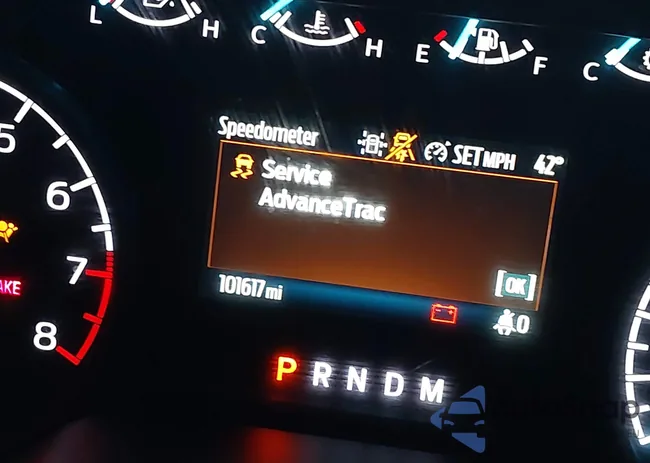 L H C H E F C
Speedometer SET MPH 42°
5
Service
6
AdvanceTrac
7
AKE
OK
101617 mi
0
8
P R N D M